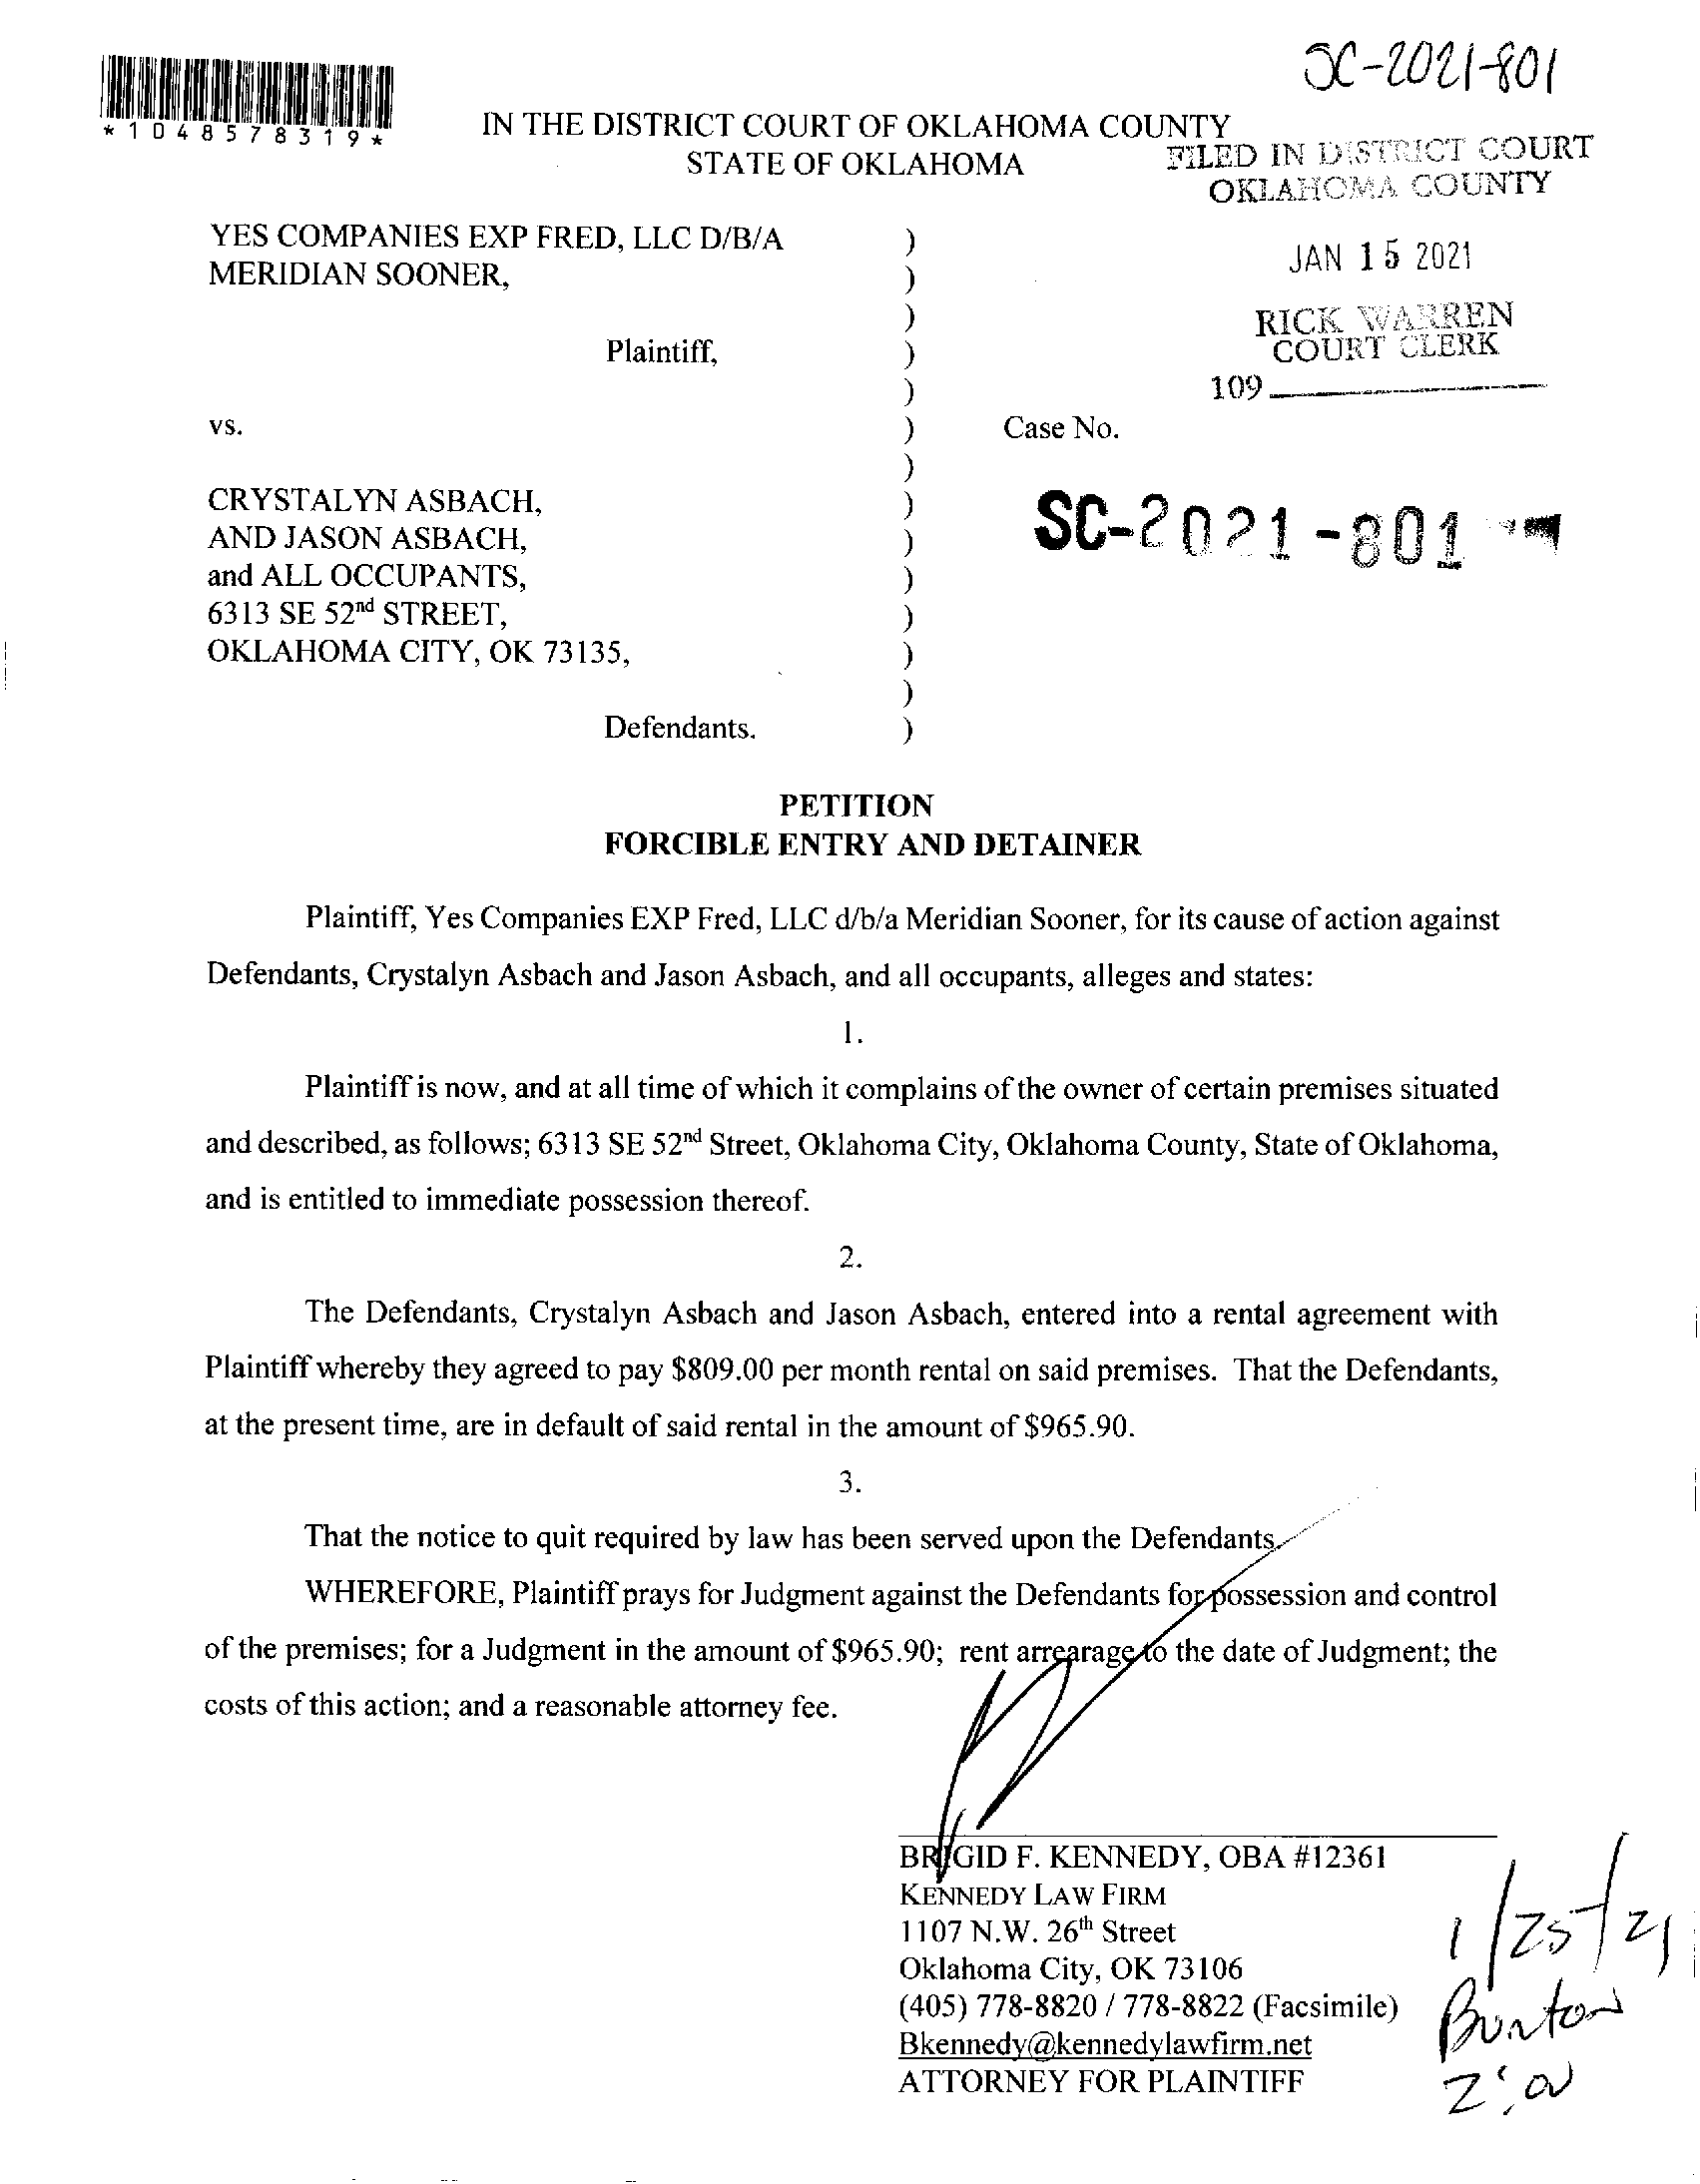 SC-2021-801
*1048578319*
IN THE DISTRICT COURT OF OKLAHOMA COUNTY
STATE OF OKLAHOMA
FILED IN DISTRICT COURT
OKLAHOMA COUNTY
JAN 15 2021
RICK WARREN
COURT CLERK
109
YES COMPANIES EXP FRED, LLC D/B/A )
MERIDIAN SOONER, )
)
Plaintiff, )
)
vs. ) Case No.
)
CRYSTALYN ASBACH, ) SC-2021-801
AND JASON ASBACH, )
and ALL OCCUPANTS, )
6313 SE 52nd STREET, )
OKLAHOMA CITY, OK 73135, )
)
Defendants. )
PETITION
FORCIBLE ENTRY AND DETAINER
Plaintiff, Yes Companies EXP Fred, LLC d/b/a Meridian Sooner, for its cause of action against
Defendants, Crystalyn Asbach and Jason Asbach, and all occupants, alleges and states:
1.
Plaintiff is now, and at all time of which it complains of the owner of certain premises situated
and described, as follows; 6313 SE 52nd Street, Oklahoma City, Oklahoma County, State of Oklahoma,
and is entitled to immediate possession thereof.
2.
The Defendants, Crystalyn Asbach and Jason Asbach, entered into a rental agreement with
Plaintiff whereby they agreed to pay $809.00 per month rental on said premises. That the Defendants,
at the present time, are in default of said rental in the amount of $965.90.
3.
That the notice to quit required by law has been served upon the Defendants.
WHEREFORE, Plaintiff prays for Judgment against the Defendants for possession and control
of the premises; for a Judgment in the amount of $965.90; rent arrearage to the date of Judgment; the
costs of this action; and a reasonable attorney fee.
BRIGID F. KENNEDY, OBA #12361
KENNEDY LAW FIRM
1107 N.W. 26th Street
Oklahoma City, OK 73106
(405) 778-8820 / 778-8822 (Facsimile)
Bkennedy@kennedylawfirm.net
ATTORNEY FOR PLAINTIFF
1/25/21
Burton
2:00